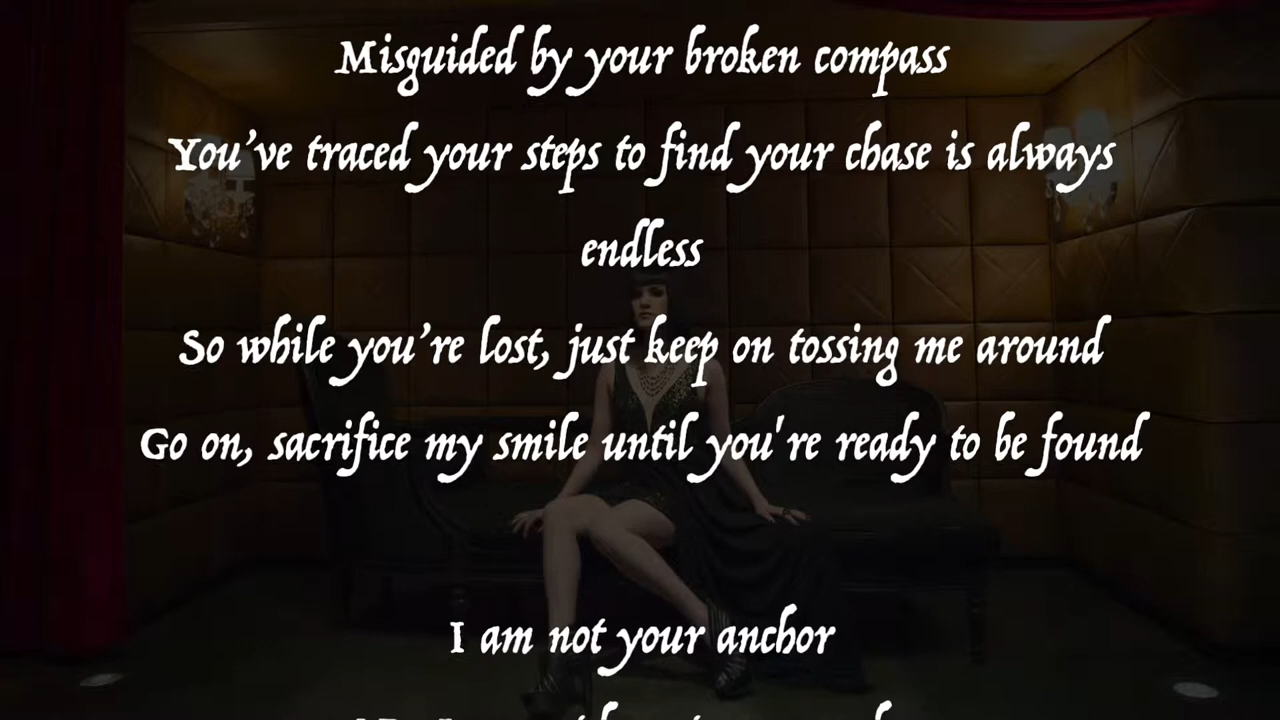 Misguided by your broken compass
You've traced your steps to find your chase is always
endless
So while you're lost, just keep on tossing me around
Go on, sacrifice my smile until you're ready to be found
I am not your anchor